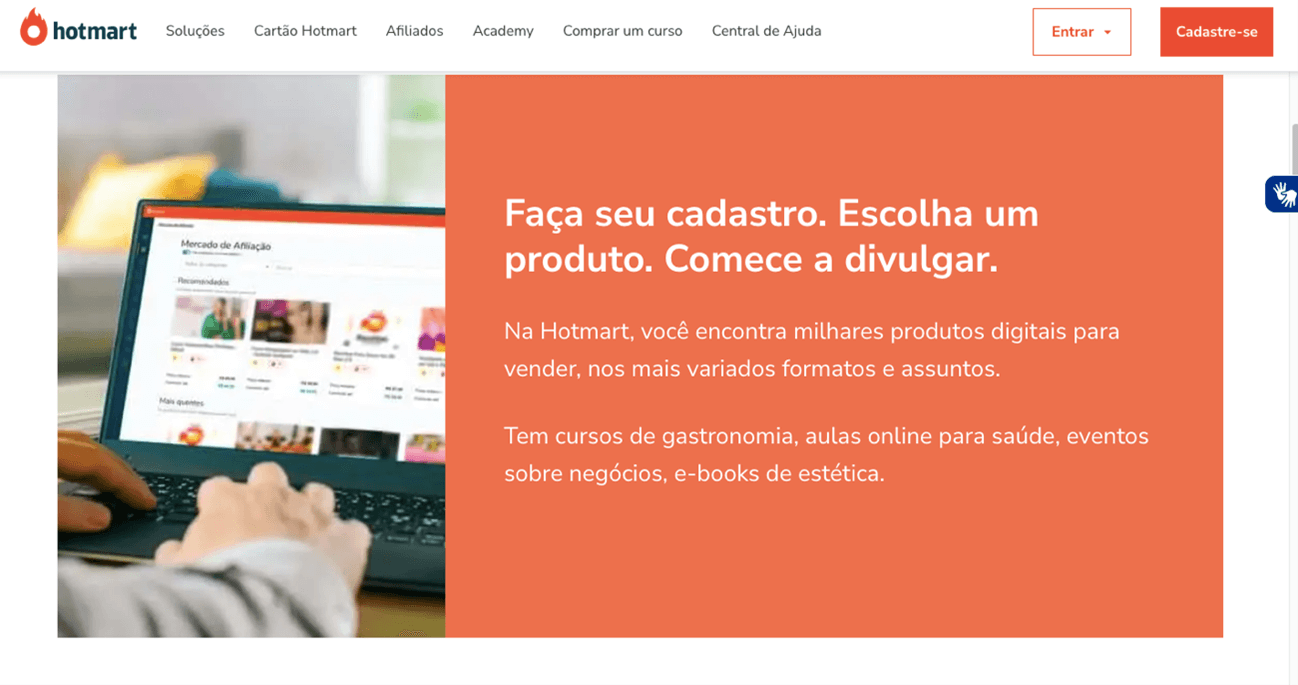 hotmart
Soluções
Cartão Hotmart
Afiliados
Academy
Comprar um curso
Central de Ajuda
Entrar
Cadastre-se
Mercado de Afiliação
Recomendados
Mais quentes
Faça seu cadastro. Escolha um
produto. Comece a divulgar.
Na Hotmart, você encontra milhares produtos digitais para
vender, nos mais variados formatos e assuntos.
Tem cursos de gastronomia, aulas online para saúde, eventos
sobre negócios, e-books de estética.